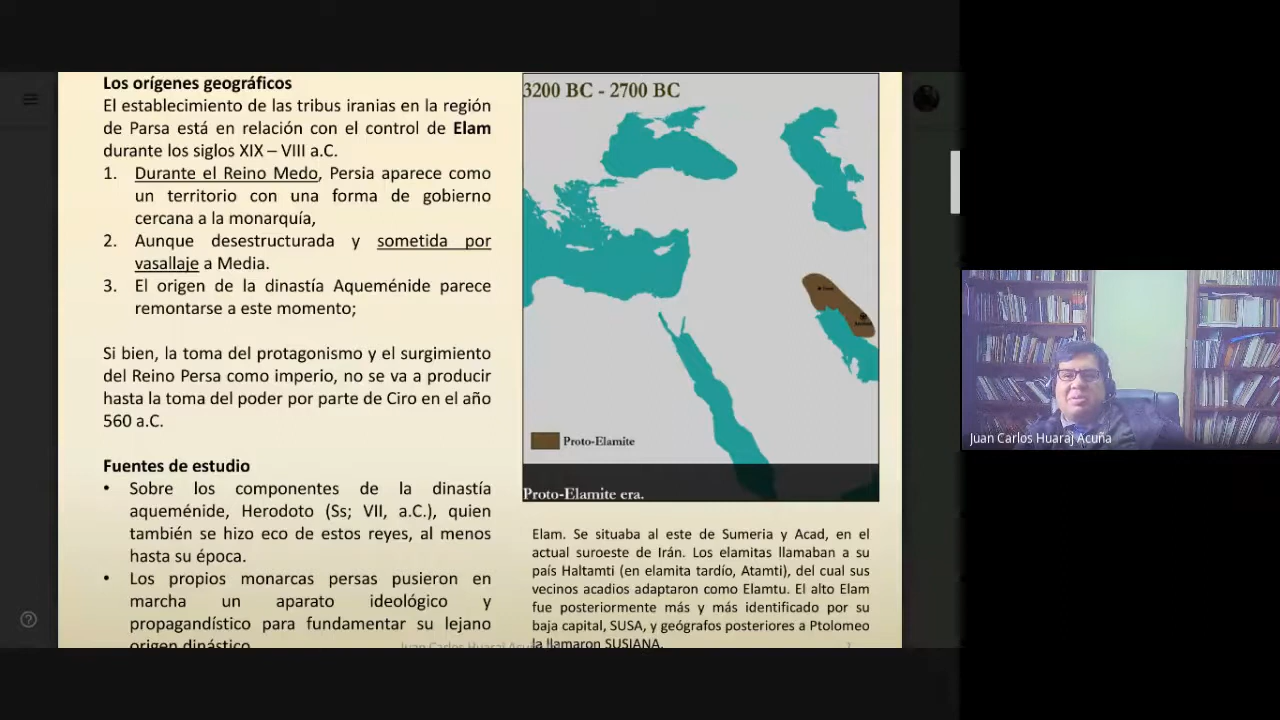 Los orígenes geográficos
El establecimiento de las tribus iranias en la región
de Parsa está en relación con el control de Elam
durante los siglos XIX – VIII a.C.
1. Durante el Reino Medo, Persia aparece como
un territorio con una forma de gobierno
cercana a la monarquía,
2. Aunque desestructurada y sometida por
vasallaje a Media.
3. El origen de la dinastía Aqueménide parece
remontarse a este momento;
Si bien, la toma del protagonismo y el surgimiento
del Reino Persa como imperio, no se va a producir
hasta la toma del poder por parte de Ciro en el año
560 a.C.
Fuentes de estudio
• Sobre los componentes de la dinastía
aqueménide, Herodoto (Ss; VII, a.C.), quien
también se hizo eco de estos reyes, al menos
hasta su época.
• Los propios monarcas persas pusieron en
marcha un aparato ideológico y
propagandístico para fundamentar su lejano
origen dinástico
3200 BC - 2700 BC
Proto-Elamite
Proto-Elamite era.
Elam. Se situaba al este de Sumeria y Acad, en el
actual suroeste de Irán. Los elamitas llamaban a su
país Haltamti (en elamita tardío, Atamti), del cual sus
vecinos acadios adaptaron como Elamtu. El alto Elam
fue posteriormente más y más identificado por su
baja capital, SUSA, y geógrafos posteriores a Ptolomeo
la llamaron SUSIANA.
Juan Carlos Huaraj Acuña